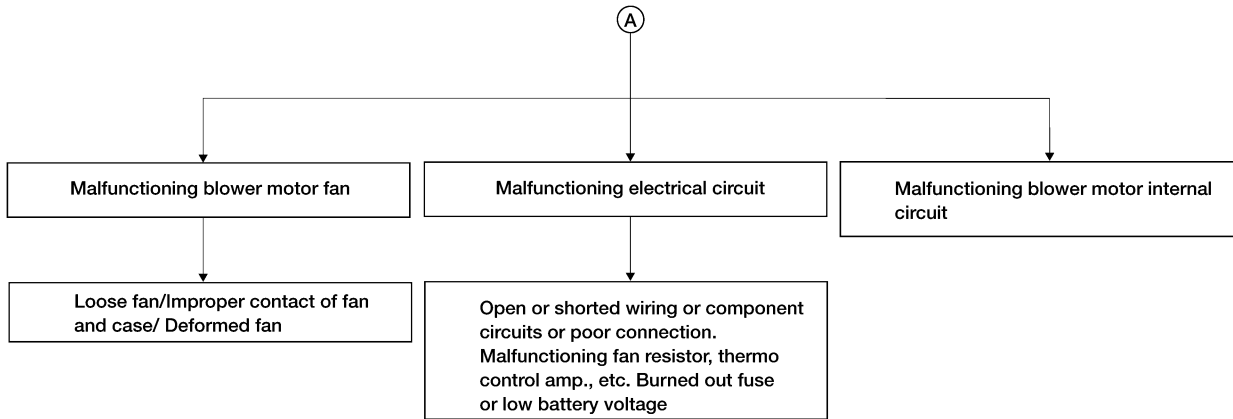 A
Malfunctioning blower motor fan
Malfunctioning electrical circuit
Malfunctioning blower motor internal
circuit
Loose fan/Improper contact of fan
and case/ Deformed fan
Open or shorted wiring or component
circuits or poor connection.
Malfunctioning fan resistor, thermo
control amp., etc. Burned out fuse
or low battery voltage